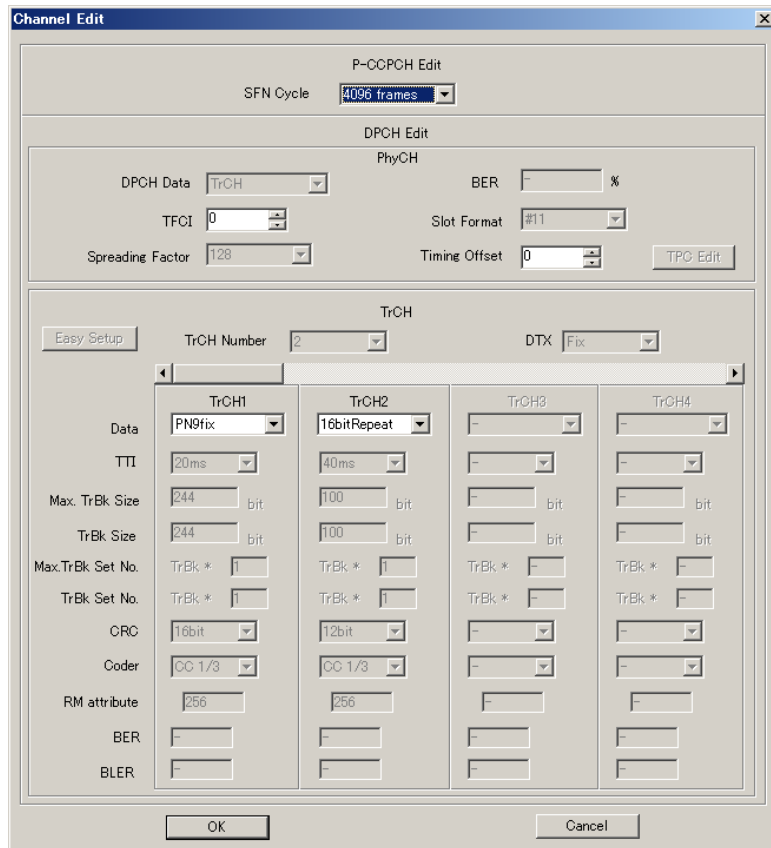 Channel Edit
P-CCPCH Edit
SFN Cycle 4096 frames
DPCH Edit
PhyCH
DPCH Data TrCH BER - %
TFCI 0 Slot Format #11
Spreading Factor 128 Timing Offset 0 TPC Edit
TrCH
Easy Setup TrCH Number 2 DTX Fix
TrCH1 TrCH2 TrCH3 TrCH4
Data PN9fix 16bitRepeat - -
TTI 20ms 40ms - -
Max. TrBk Size 244 bit 100 bit - bit - bit
TrBk Size 244 bit 100 bit - bit - bit
Max.TrBk Set No. TrBk * 1 TrBk * 1 TrBk * - TrBk * -
TrBk Set No. TrBk * 1 TrBk * 1 TrBk * - TrBk * -
CRC 16bit 12bit - -
Coder CC 1/3 CC 1/3 - -
RM attribute 256 256 - -
BER - - - -
BLER - - - -
OK Cancel